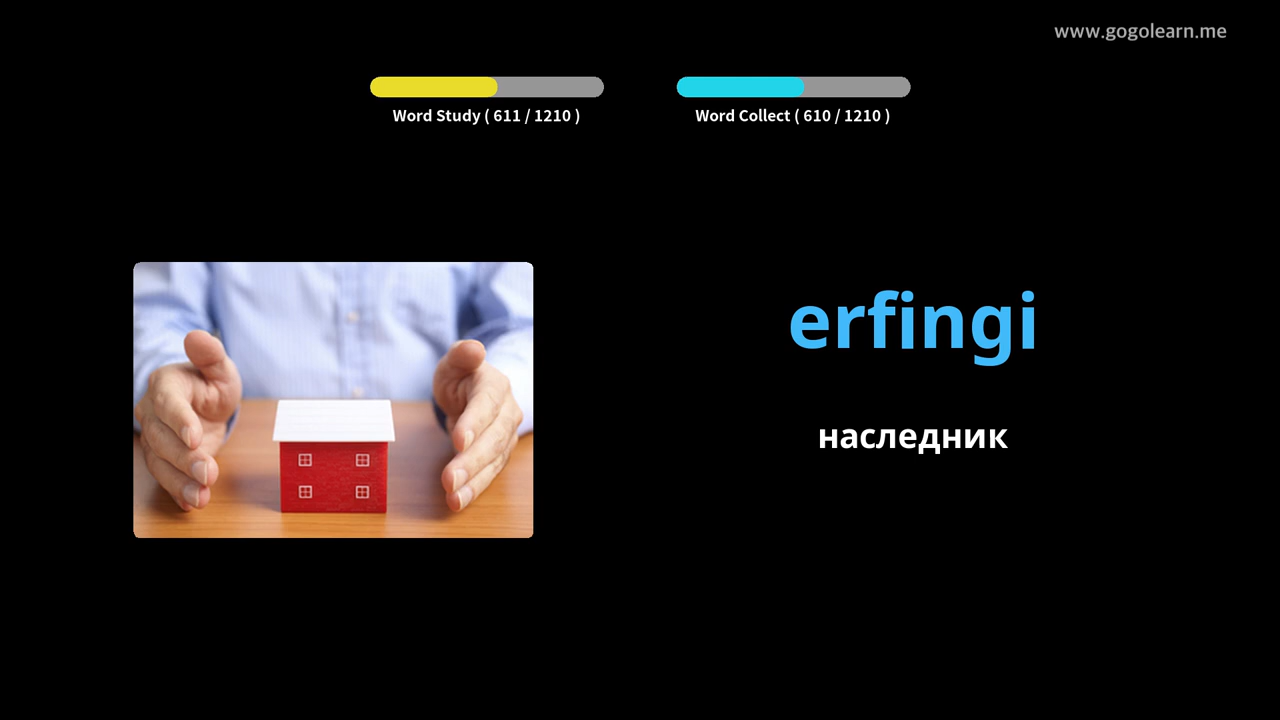 www.gogolearn.me
Word Study ( 611 / 1210 )
Word Collect ( 610 / 1210 )
erfingi
наследник